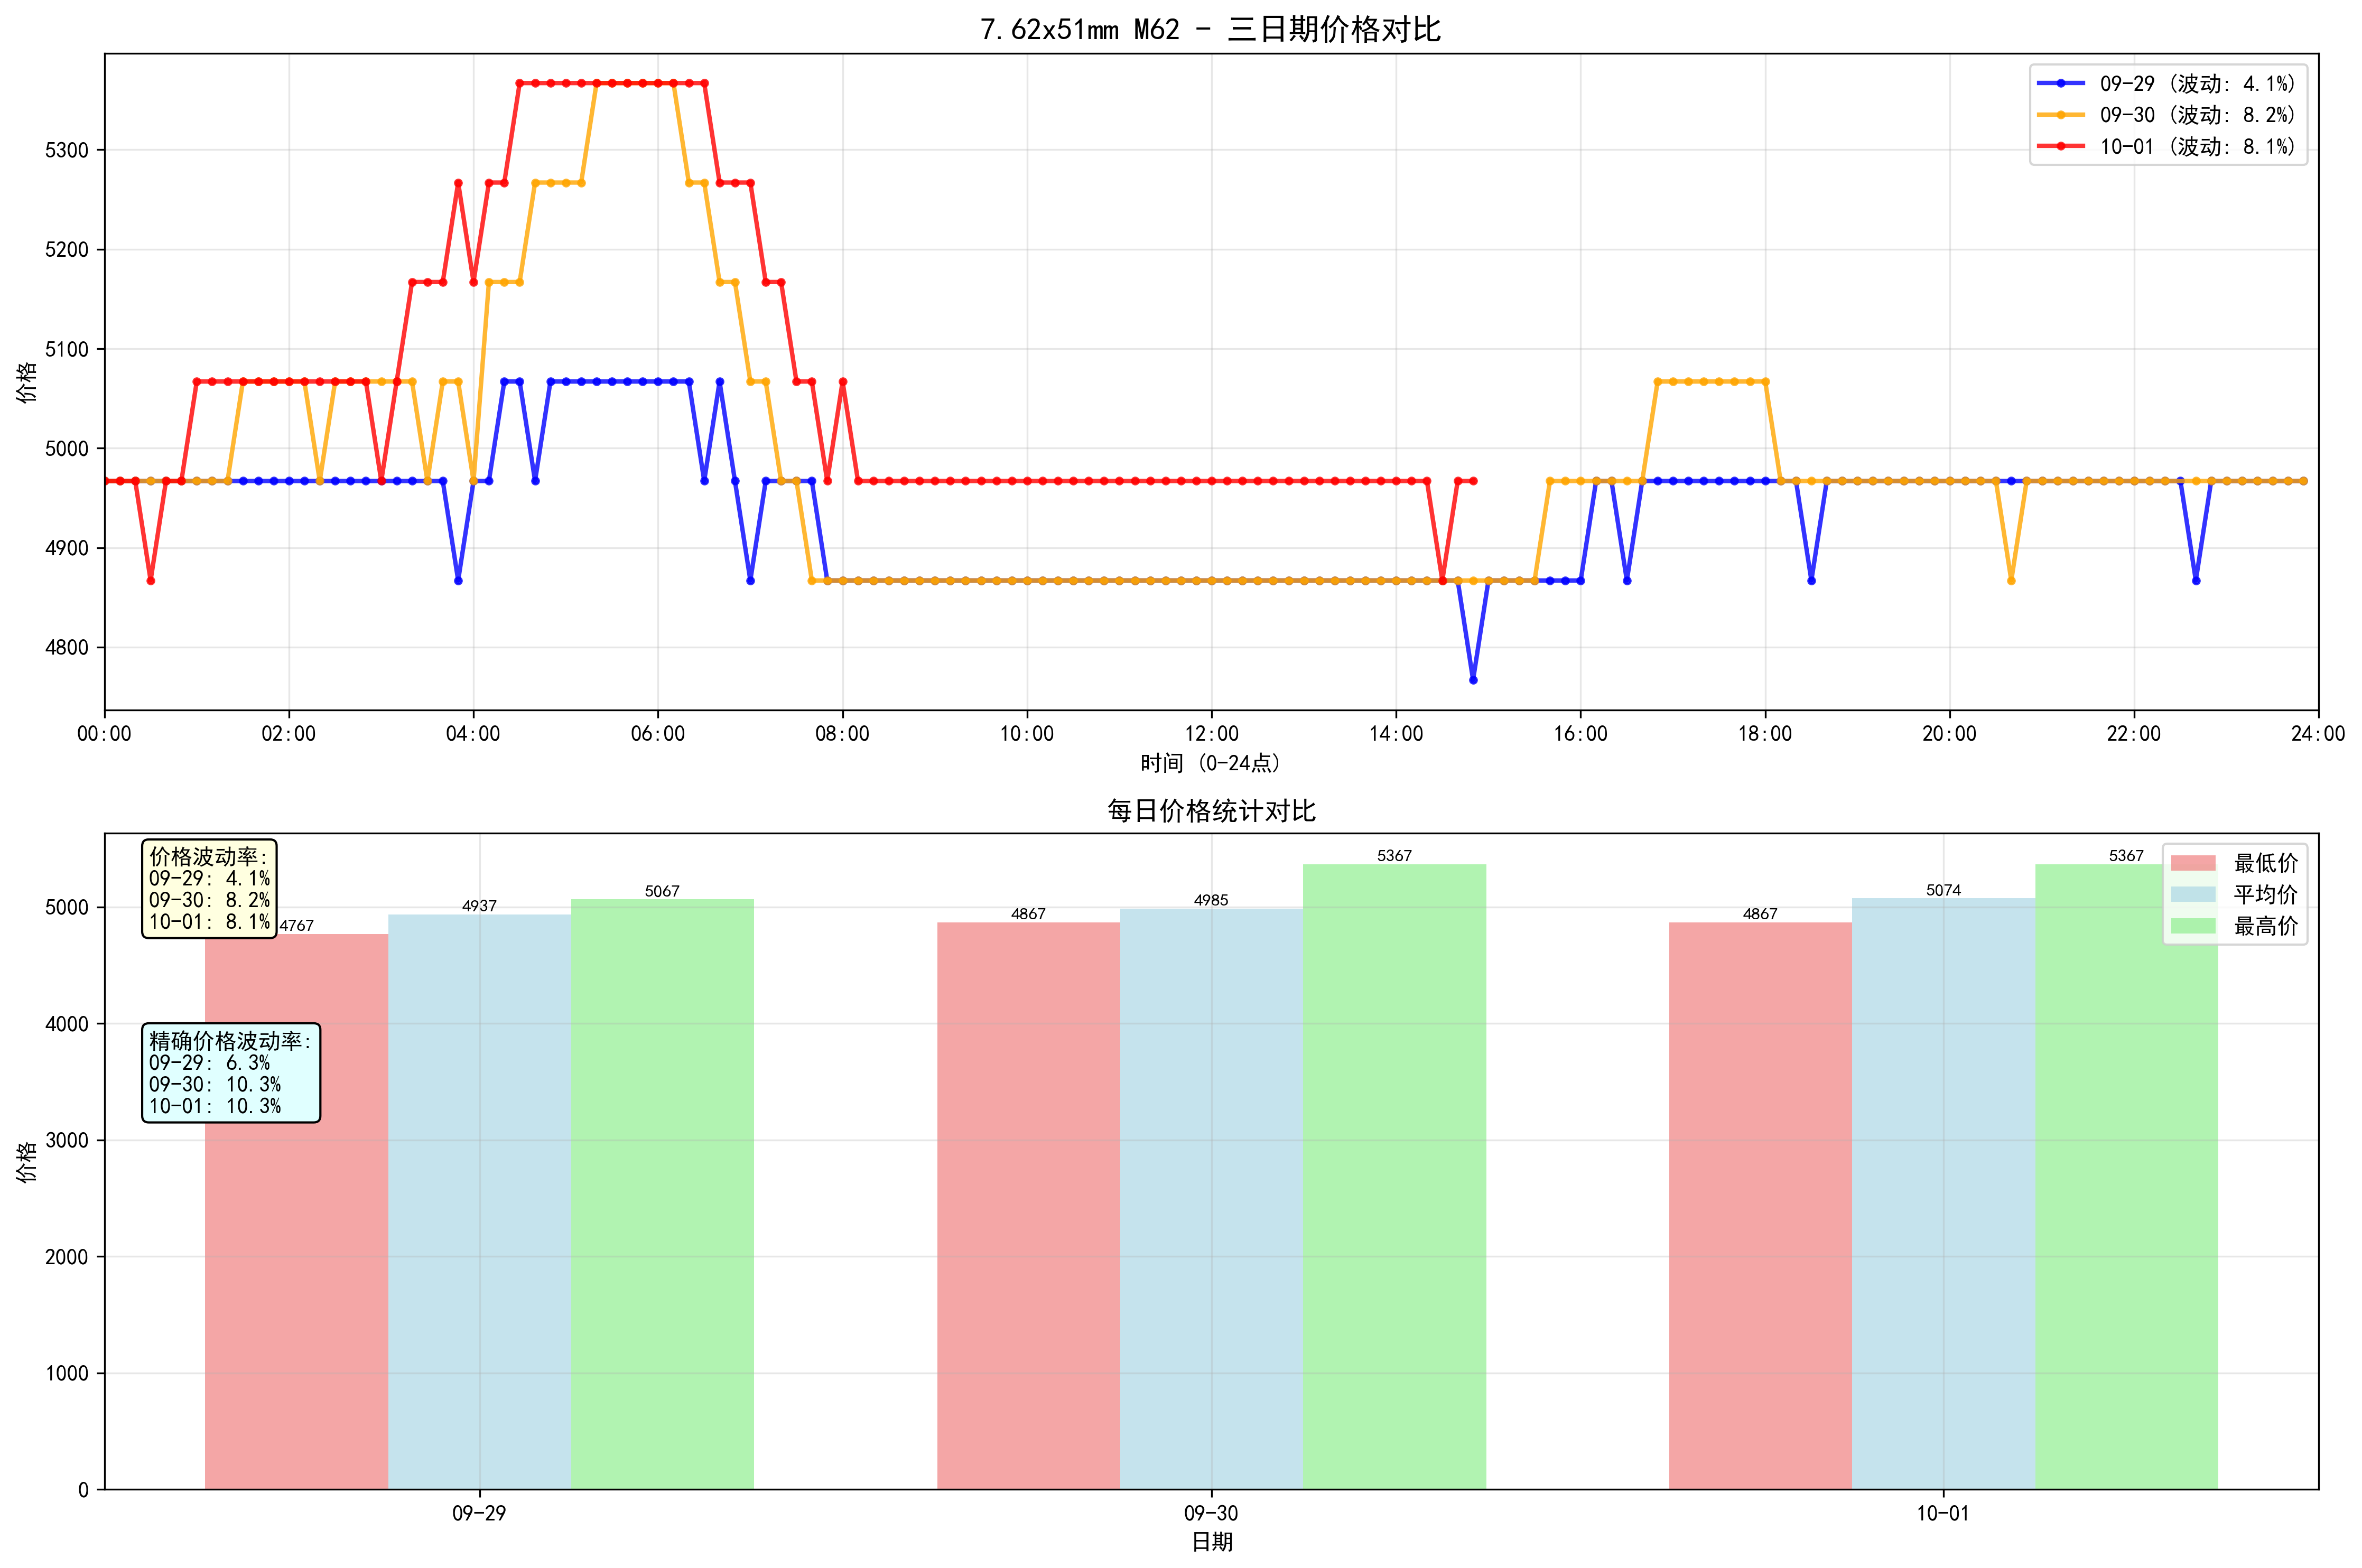 7.62x51mm M62 - 三日期价格对比
09-29 (波动: 4.1%)
09-30 (波动: 8.2%)
10-01 (波动: 8.1%)
5300
5200
5100
5000
4900
4800
价格
00:00 02:00 04:00 06:00 08:00 10:00 12:00 14:00 16:00 18:00 20:00 22:00 24:00
时间 (0-24点)
每日价格统计对比
价格波动率:
09-29: 4.1%
09-30: 8.2%
10-01: 8.1%
精确价格波动率:
09-29: 6.3%
09-30: 10.3%
10-01: 10.3%
4767 4937 5067 4867 4985 5367 4867 5074 5367
最低价
平均价
最高价
5000
4000
3000
2000
1000
0
价格
09-29 09-30 10-01
日期